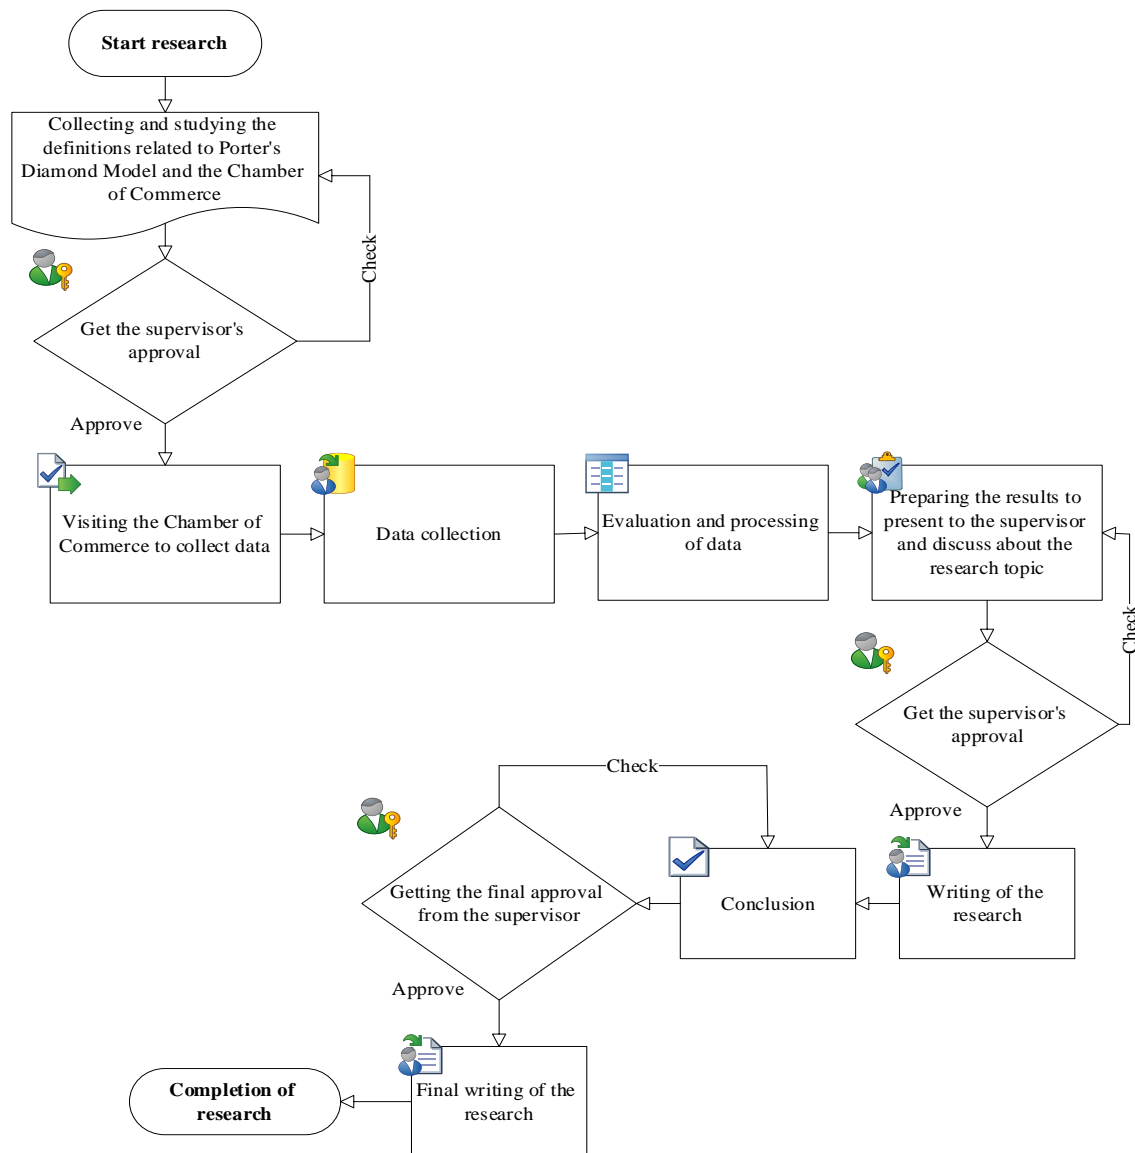 Start research
Collecting and studying the
definitions related to Porter's
Diamond Model and the Chamber
of Commerce
Check
Get the supervisor's
approval
Approve
Visiting the Chamber of
Commerce to collect data
Data collection
Evaluation and processing
of data
Preparing the results to
present to the supervisor
and discuss about the
research topic
Check
Get the supervisor's
approval
Approve
Writing of the
research
Conclusion
Check
Getting the final approval
from the supervisor
Approve
Final writing of the
research
Completion of
research